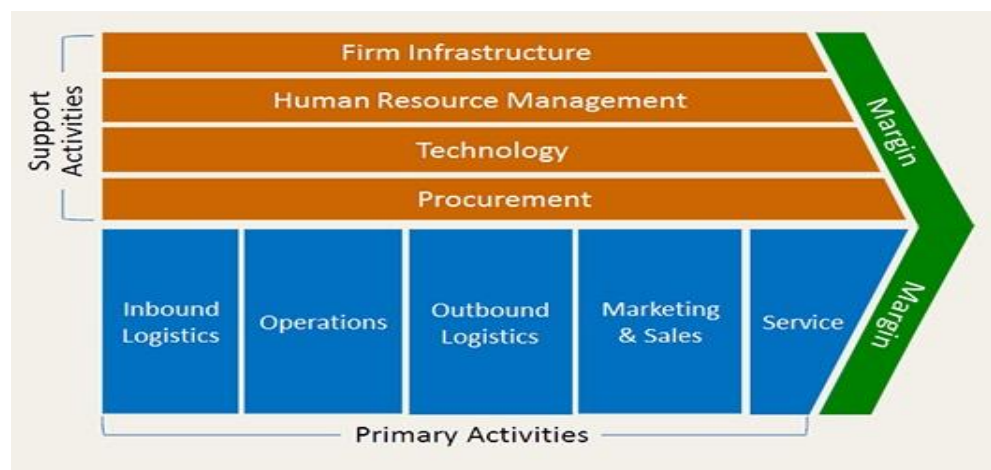 Support
Activities
Firm Infrastructure
Human Resource Management
Technology
Procurement
Margin
Inbound
Logistics
Operations
Outbound
Logistics
Marketing
& Sales
Service
Margin
Primary Activities